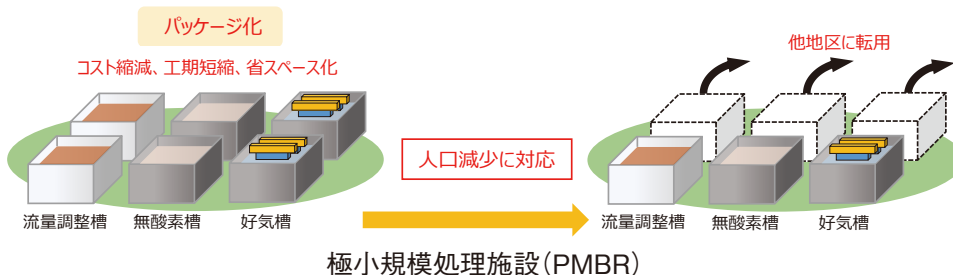 パッケージ化
コスト縮減、工期短縮、省スペース化
他地区に転用
人口減少に対応
流量調整槽 無酸素槽 好気槽
流量調整槽 無酸素槽 好気槽
極小規模処理施設(PMBR)